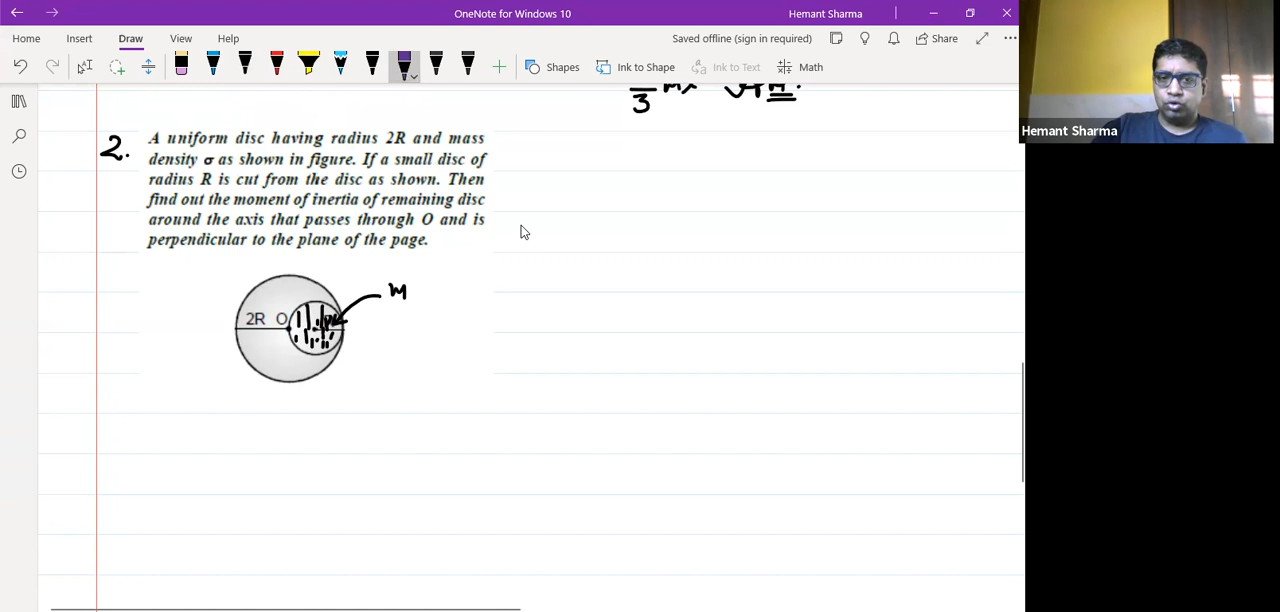 OneNote for Windows 10
Hemant Sharma
Home Insert Draw View Help
Saved offline (sign in required)
Share
Shapes
Ink to Shape
Ink to Text
Math
Hemant Sharma
3
2.
A uniform disc having radius 2R and mass
density σ as shown in figure. If a small disc of
radius R is cut from the disc as shown. Then
find out the moment of inertia of remaining disc
around the axis that passes through O and is
perpendicular to the plane of the page.
M
2R O